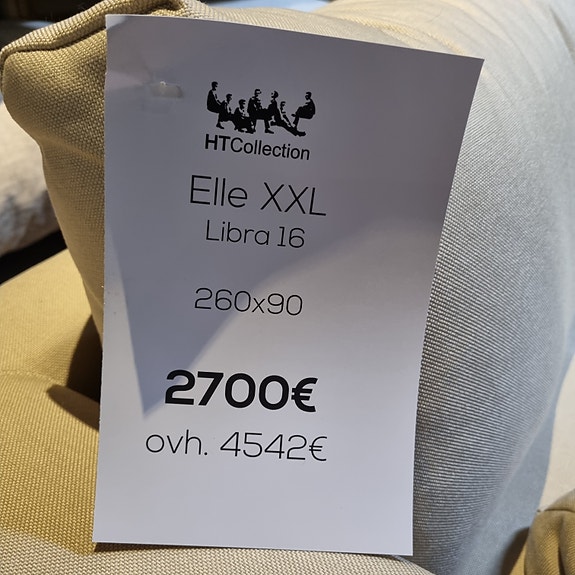 HTCollection
Elle XXL
Libra 16
260x90
2700€
ovh. 4542€